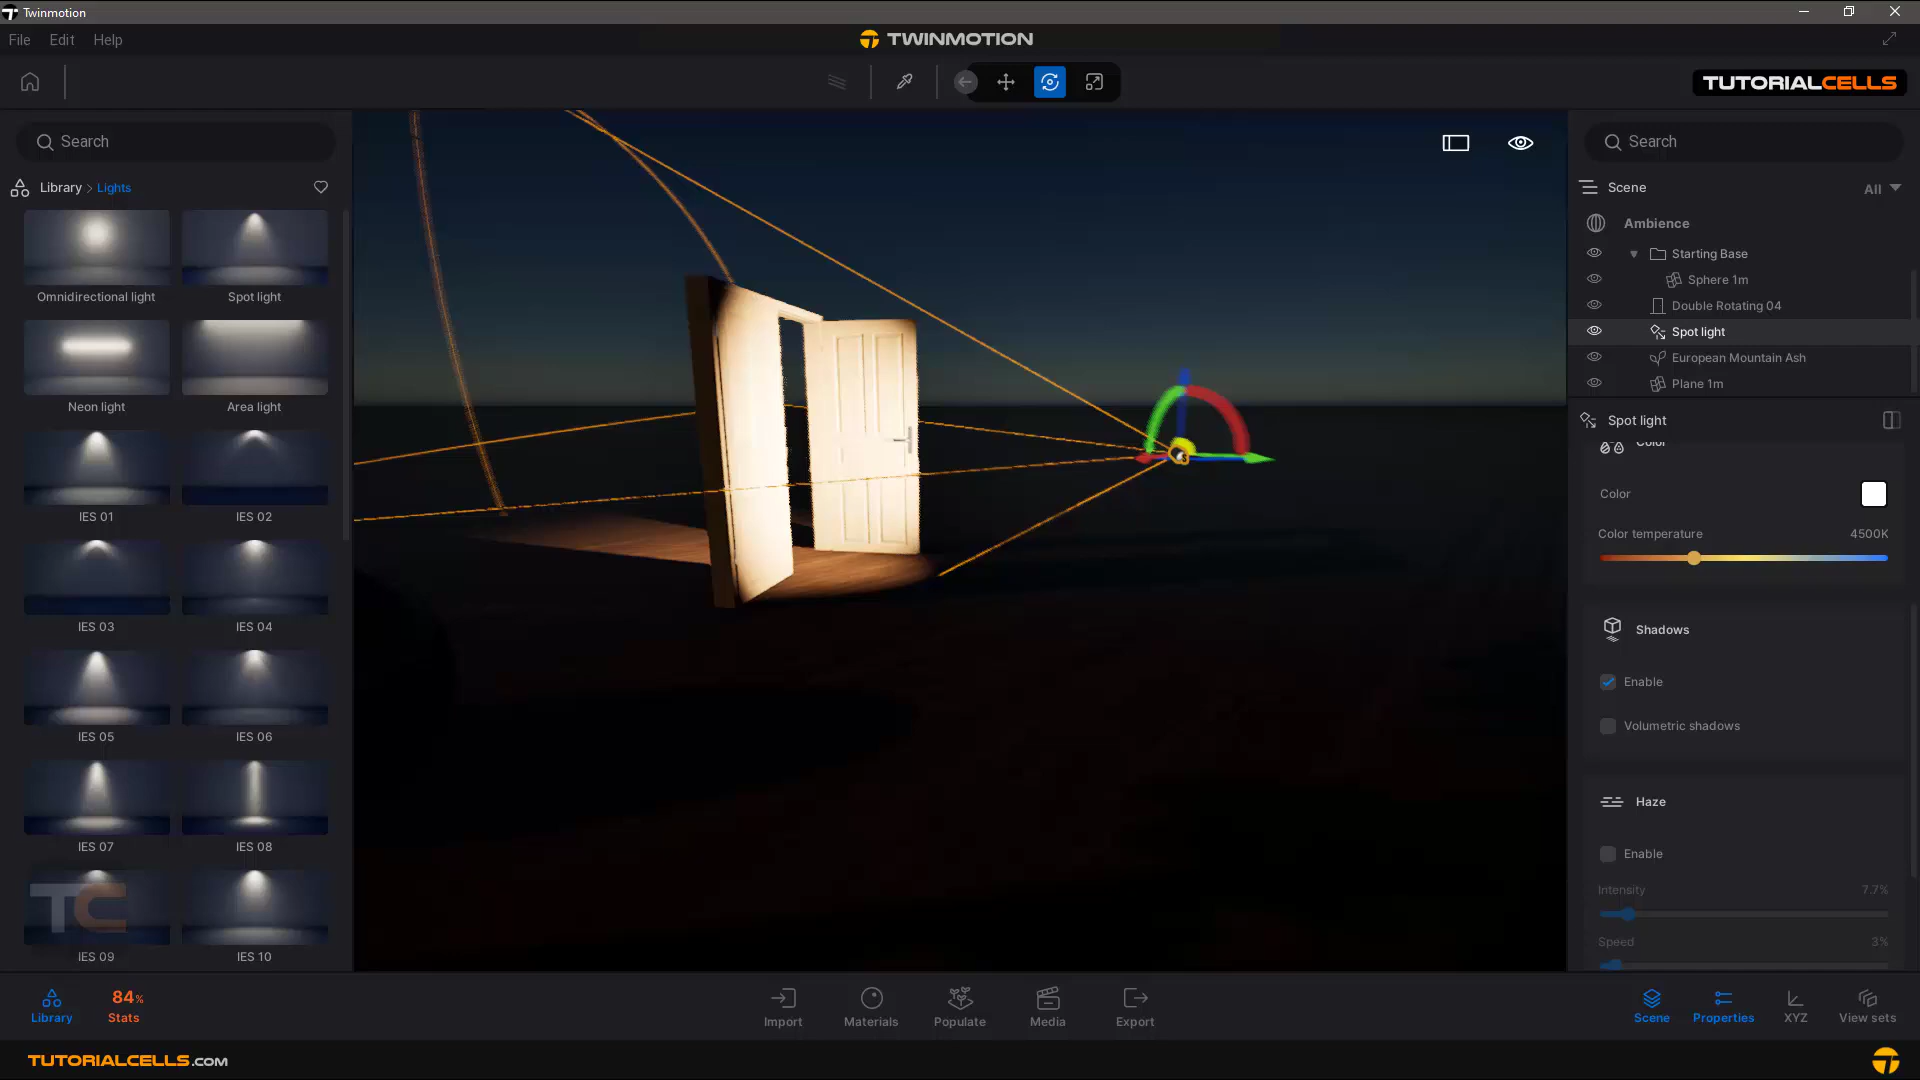 Twinmotion
File Edit Help
TWINMOTION
TUTORIALCELLS
Search
Library > Lights
Omnidirectional light
Spot light
Neon light
Area light
IES 01
IES 02
IES 03
IES 04
IES 05
IES 06
IES 07
IES 08
TC
IES 09
IES 10
Search
Scene
All
Ambience
Starting Base
Sphere 1m
Double Rotating 04
Spot light
European Mountain Ash
Plane 1m
Spot light
Color
Color
Color temperature 4500K
Shadows
Enable
Volumetric shadows
Haze
Enable
Intensity 7.7%
Speed 3%
Library
84%
Stats
Import
Materials
Populate
Media
Export
Scene
Properties
XYZ
View sets
TUTORIALCELLS.COM